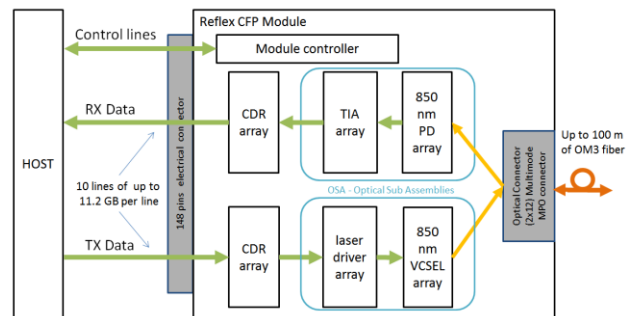 Reflex CFP Module
Control lines
Module controller
RX Data
CDR
array
TIA
array
850
nm
PD
array
HOST
148 pins electrical connector
10 lines of up to
11.2 GB per line
OSA - Optical Sub Assemblies
Optical Connector
(2x12) Multimode
MPO connector
Up to 100 m
of OM3 fiber
TX Data
CDR
array
laser
driver
array
850
nm
VCSEL
array